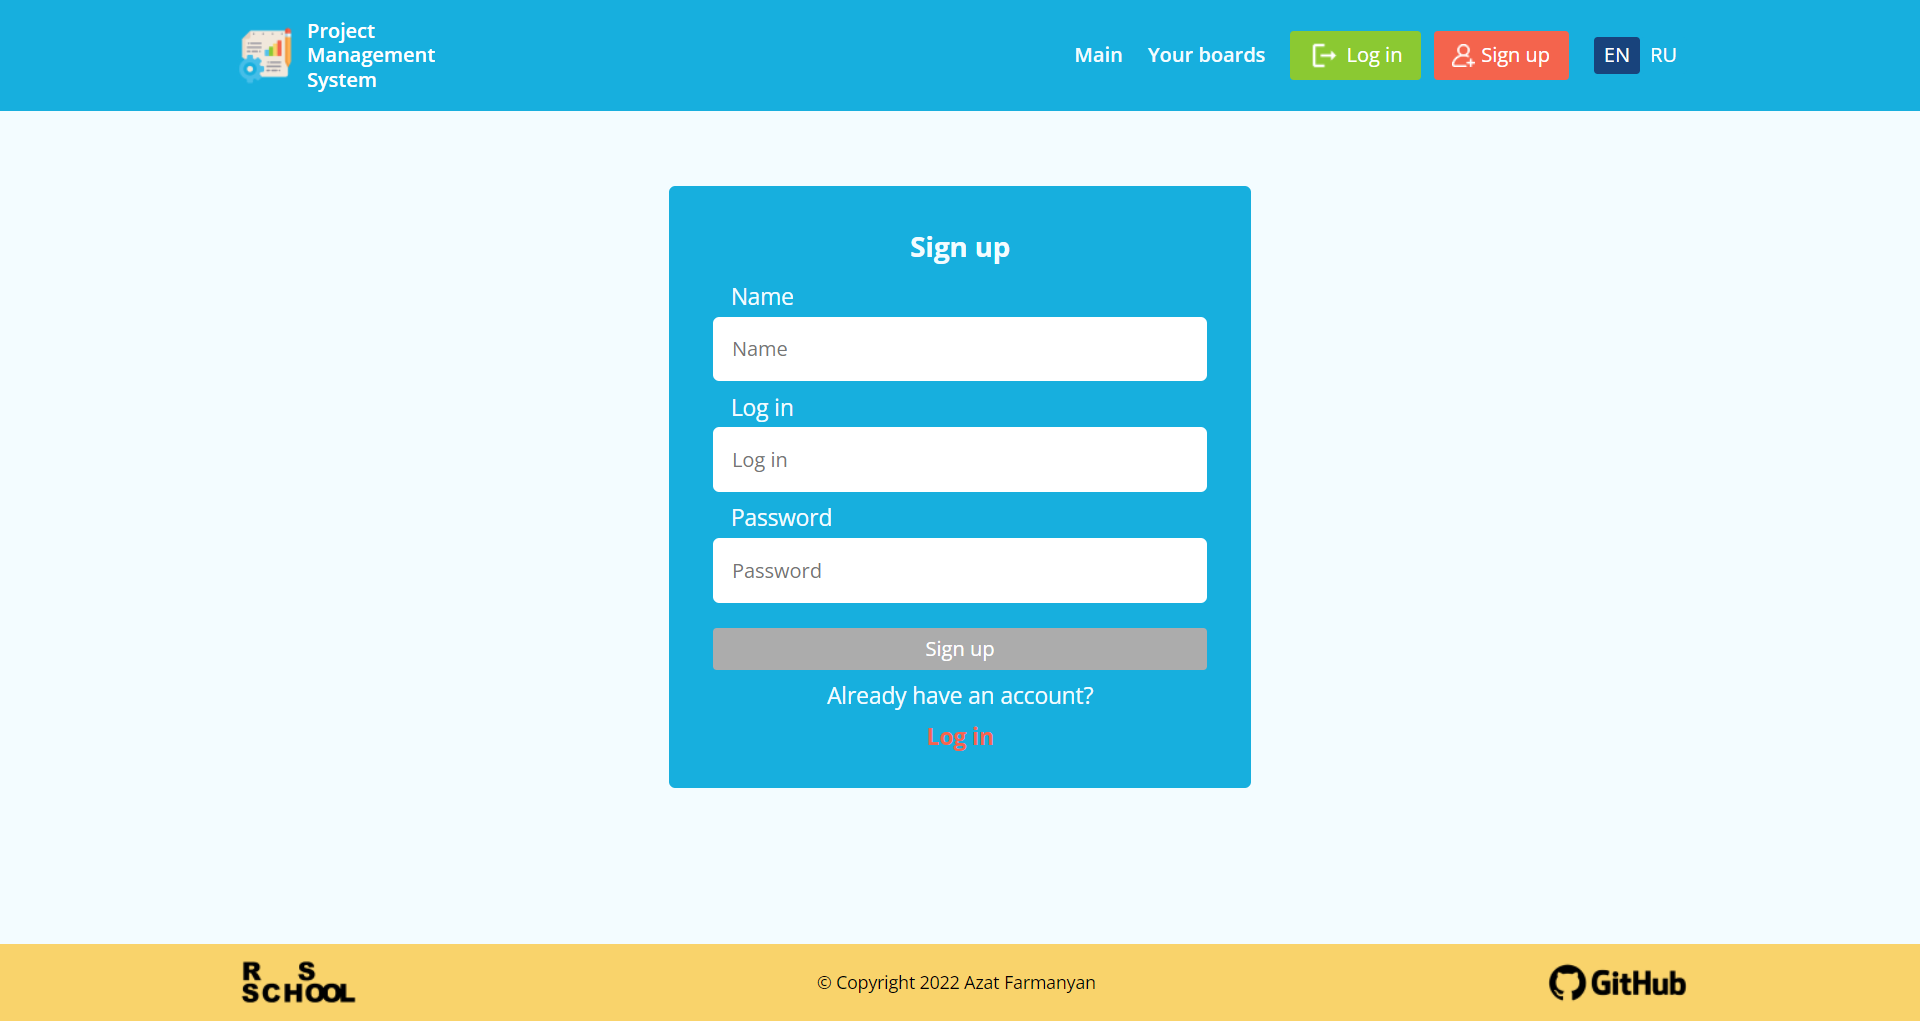 Project
Management
System
Main Your boards Log in Sign up EN RU
Sign up
Name
Name
Log in
Log in
Password
Password
Sign up
Already have an account?
Log in
R S
SCHOOL
© Copyright 2022 Azat Farmanyan
GitHub